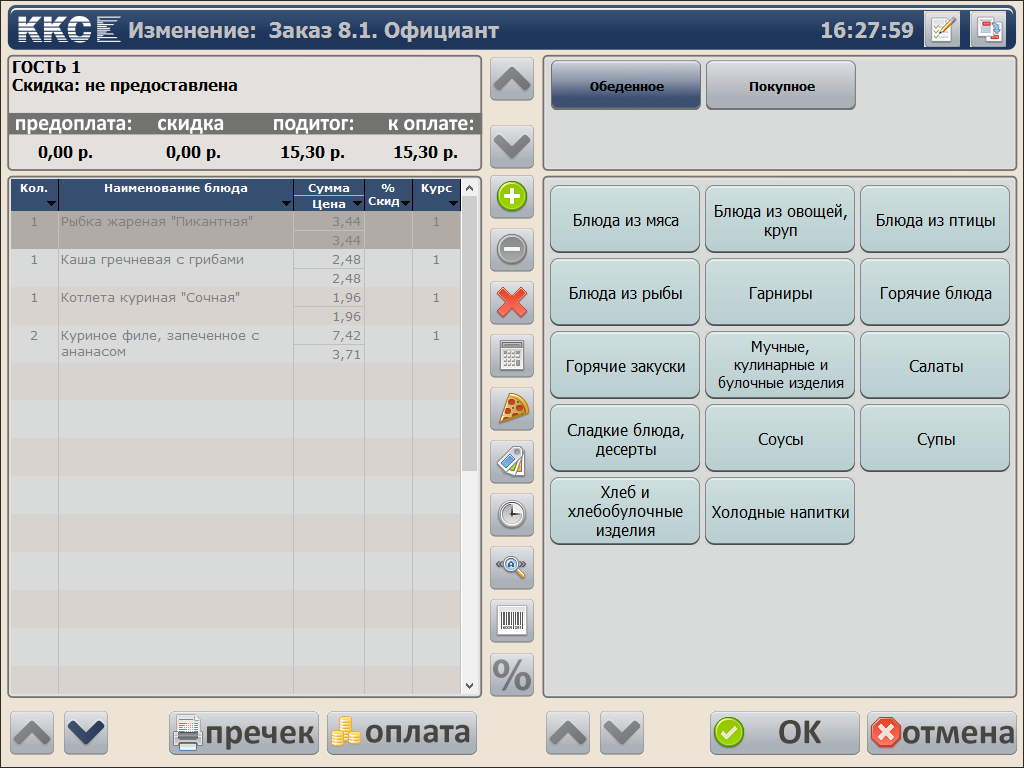 ККСЕ Изменение: Заказ 8.1. Официант 16:27:59
ГОСТЬ 1
Скидка: не предоставлена
предоплата: скидка подитог: к оплате:
0,00 р. 0,00 р. 15,30 р. 15,30 р.
Кол. Наименование блюда Сумма % Курс
Цена Скид
1 Рыбка жареная "Пикантная" 3,44 1
3,44
1 Каша гречневая с грибами 2,48 1
2,48
1 Котлета куриная "Сочная" 1,96 1
1,96
2 Куриное филе, запеченное с 7,42 1
ананасом 3,71
%
Обеденное Покупное
Блюда из мяса
Блюда из овощей,
круп
Блюда из птицы
Блюда из рыбы
Гарниры
Горячие блюда
Горячие закуски
Мучные,
кулинарные и
булочные изделия
Салаты
Сладкие блюда,
десерты
Соусы
Супы
Хлеб и
хлебобулочные
изделия
Холодные напитки
пречек оплата ОК отмена